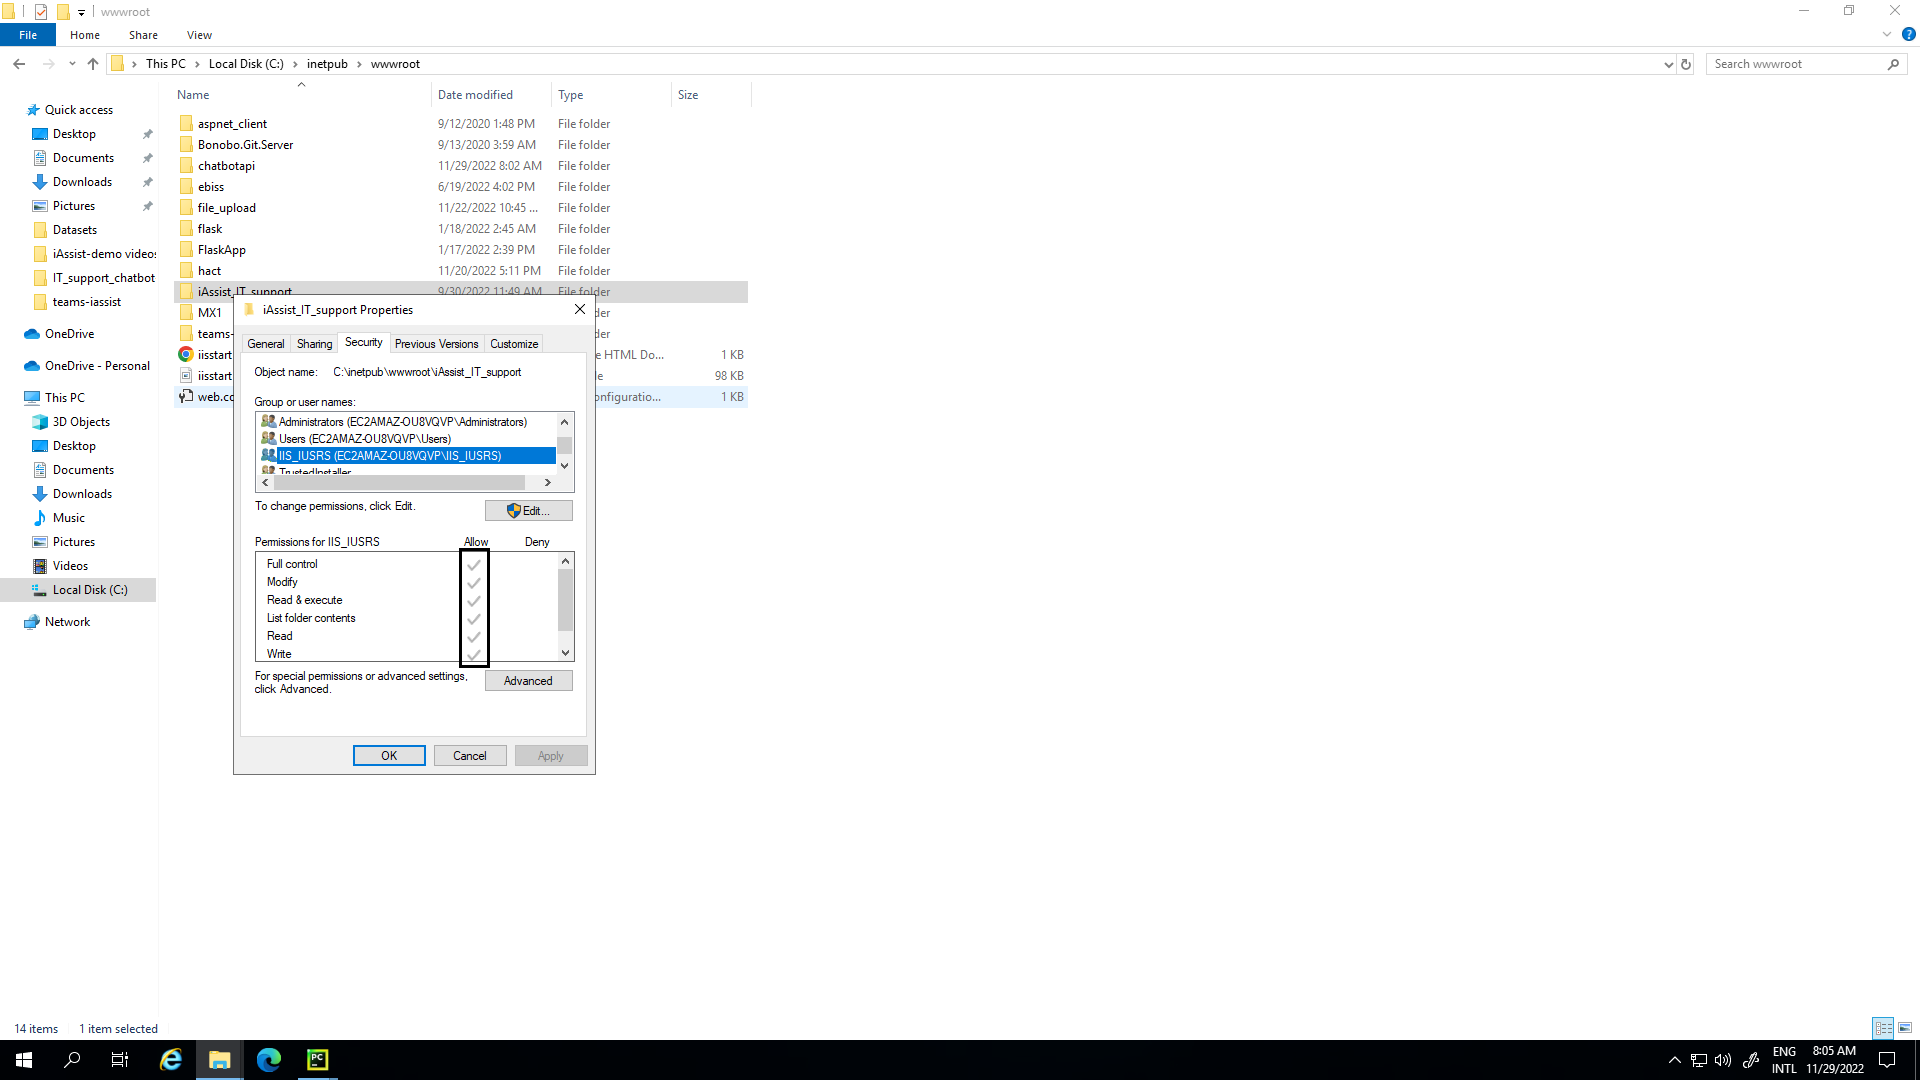 wwwroot
File Home Share View
This PC Local Disk (C:) inetpub wwwroot
Search wwwroot
Name Date modified Type Size
Quick access
Desktop
Documents
Downloads
Pictures
Datasets
iAssist-demo videos
IT_support_chatbot
teams-iassist
OneDrive
OneDrive - Personal
This PC
3D Objects
Desktop
Documents
Downloads
Music
Pictures
Videos
Local Disk (C:)
Network
aspnet_client 9/12/2020 1:48 PM File folder
Bonobo.Git.Server 9/13/2020 3:59 AM File folder
chatbotapi 11/29/2022 8:02 AM File folder
ebiss 6/19/2022 4:02 PM File folder
file_upload 11/22/2022 10:45 ... File folder
flask 1/18/2022 2:45 AM File folder
FlaskApp 1/17/2022 2:39 PM File folder
hact 11/20/2022 5:11 PM File folder
iAssist_IT_support 9/30/2022 11:49 AM File folder
MX1 der
teams- der
iisstart e HTML Do... 1 KB
iisstart le 98 KB
web.co onfiguratio... 1 KB
iAssist_IT_support Properties
General Sharing Security Previous Versions Customize
Object name: C:\inetpub\wwwroot\iAssist_IT_support
Group or user names:
Administrators (EC2AMAZ-OU8VQVP\Administrators)
Users (EC2AMAZ-OU8VQVP\Users)
IIS_IUSRS (EC2AMAZ-OU8VQVP\IIS_IUSRS)
TrustedInstaller
To change permissions, click Edit.
Edit...
Permissions for IIS_IUSRS Allow Deny
Full control
Modify
Read & execute
List folder contents
Read
Write
For special permissions or advanced settings,
click Advanced.
Advanced
OK Cancel Apply
14 items 1 item selected
PC
ENG
INTL
8:05 AM
11/29/2022